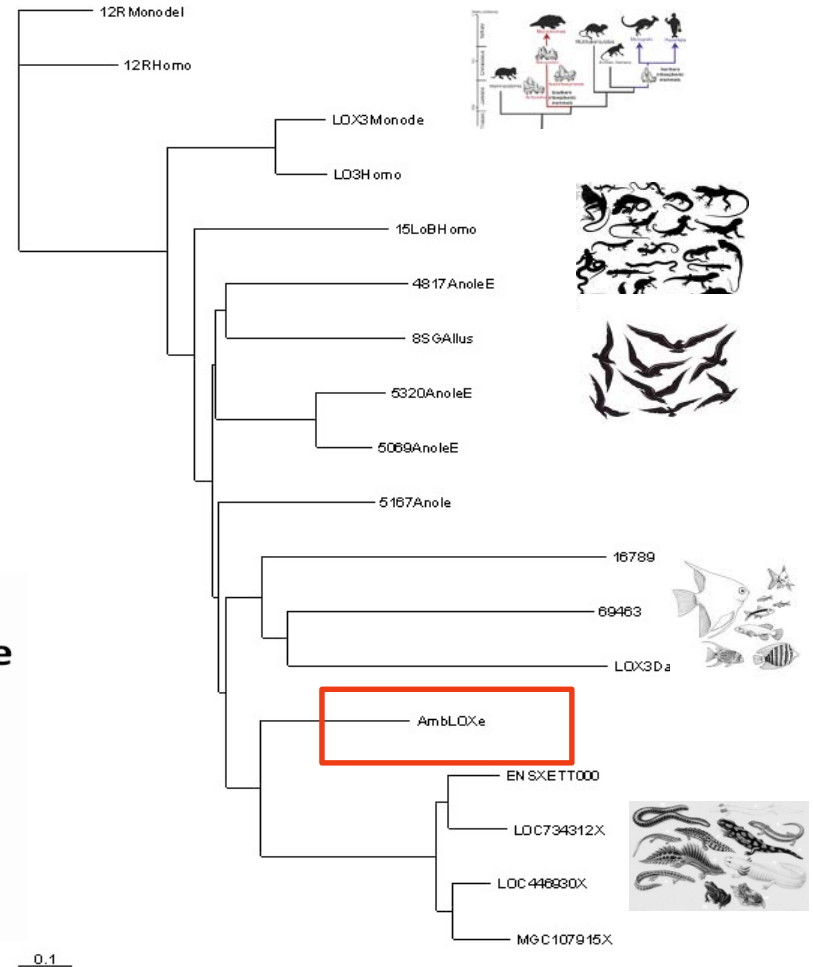 12RMonodel
12RHomo
LOX3Monode
LO3Homo
15LoBHomo
4817AnoleE
8SGAllus
5320AnoleE
5069AnoleE
5167Anole
16789
69463
LOX3Da
e
AmbLOXe
ENSXETT000
LOC734312X
LOC446930X
MGC107915X
0.1